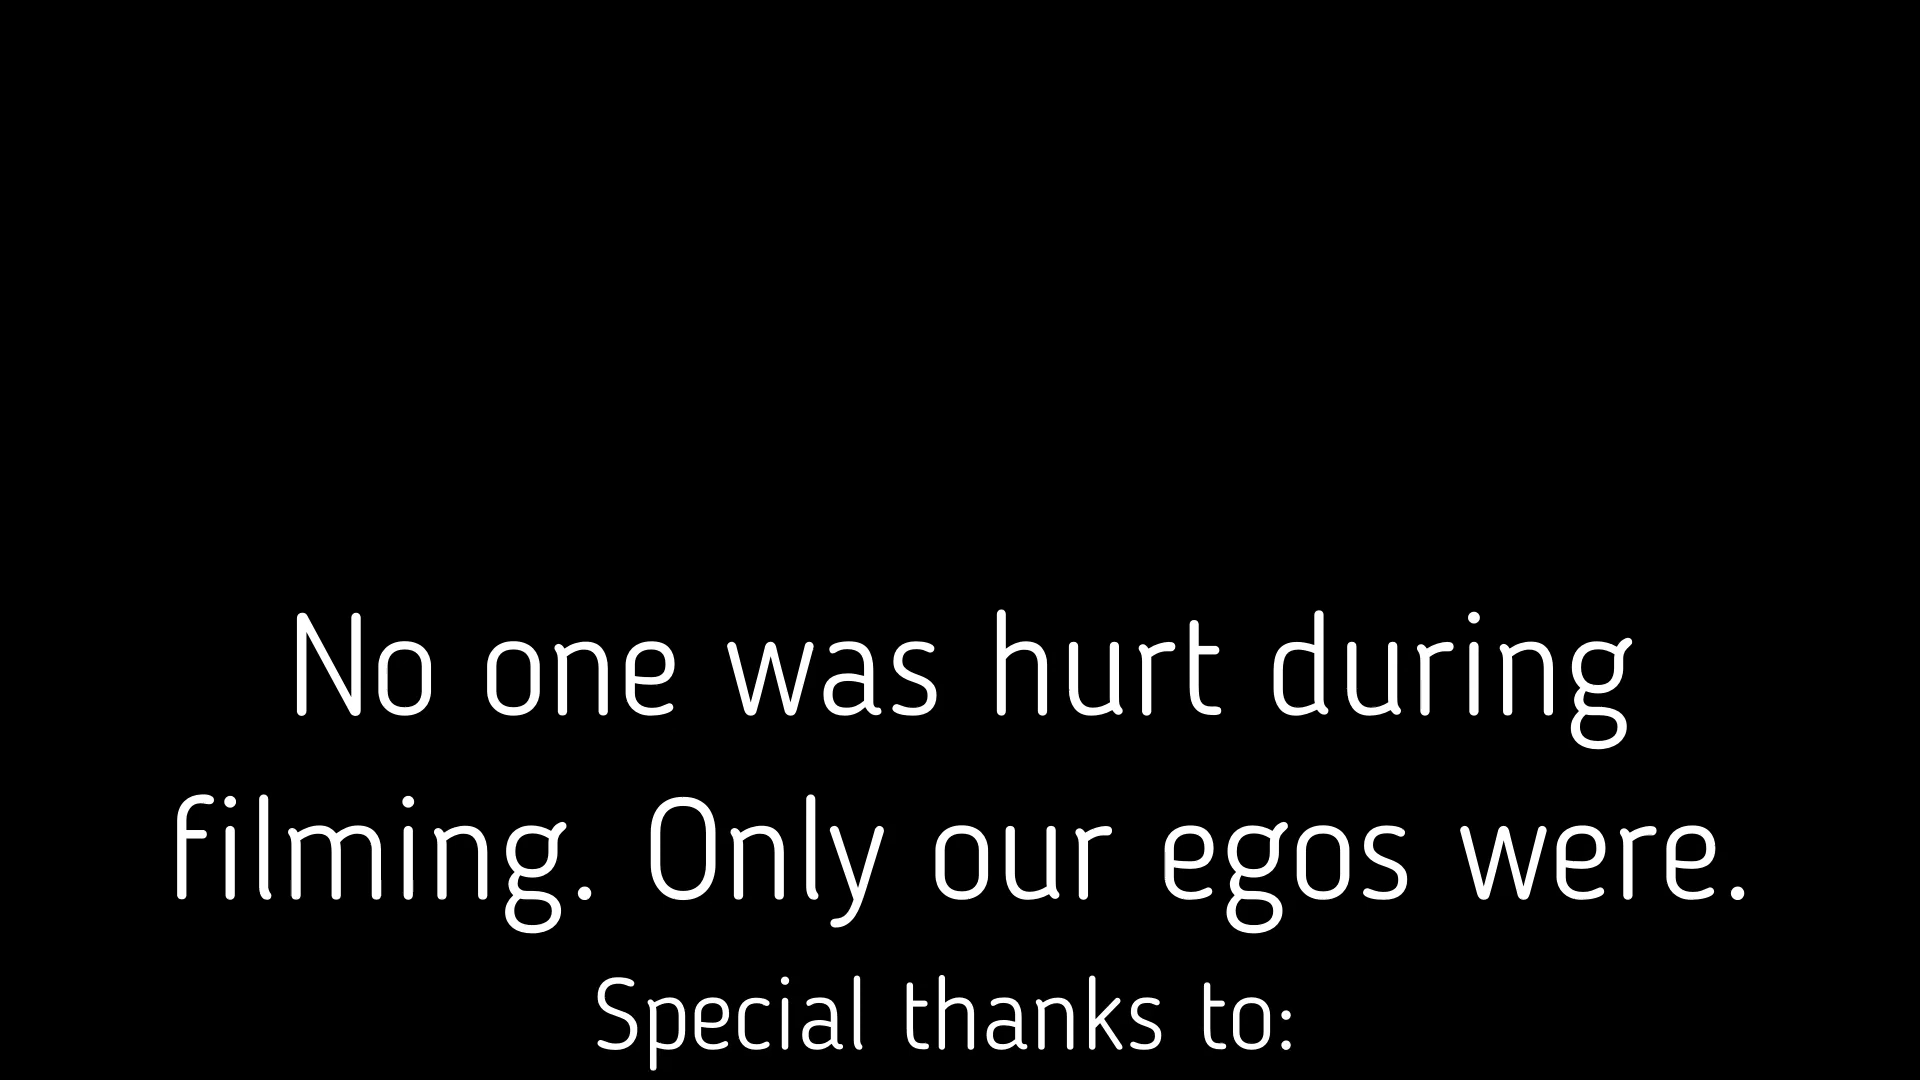 No one was hurt during
filming. Only our egos were.
Special thanks to: